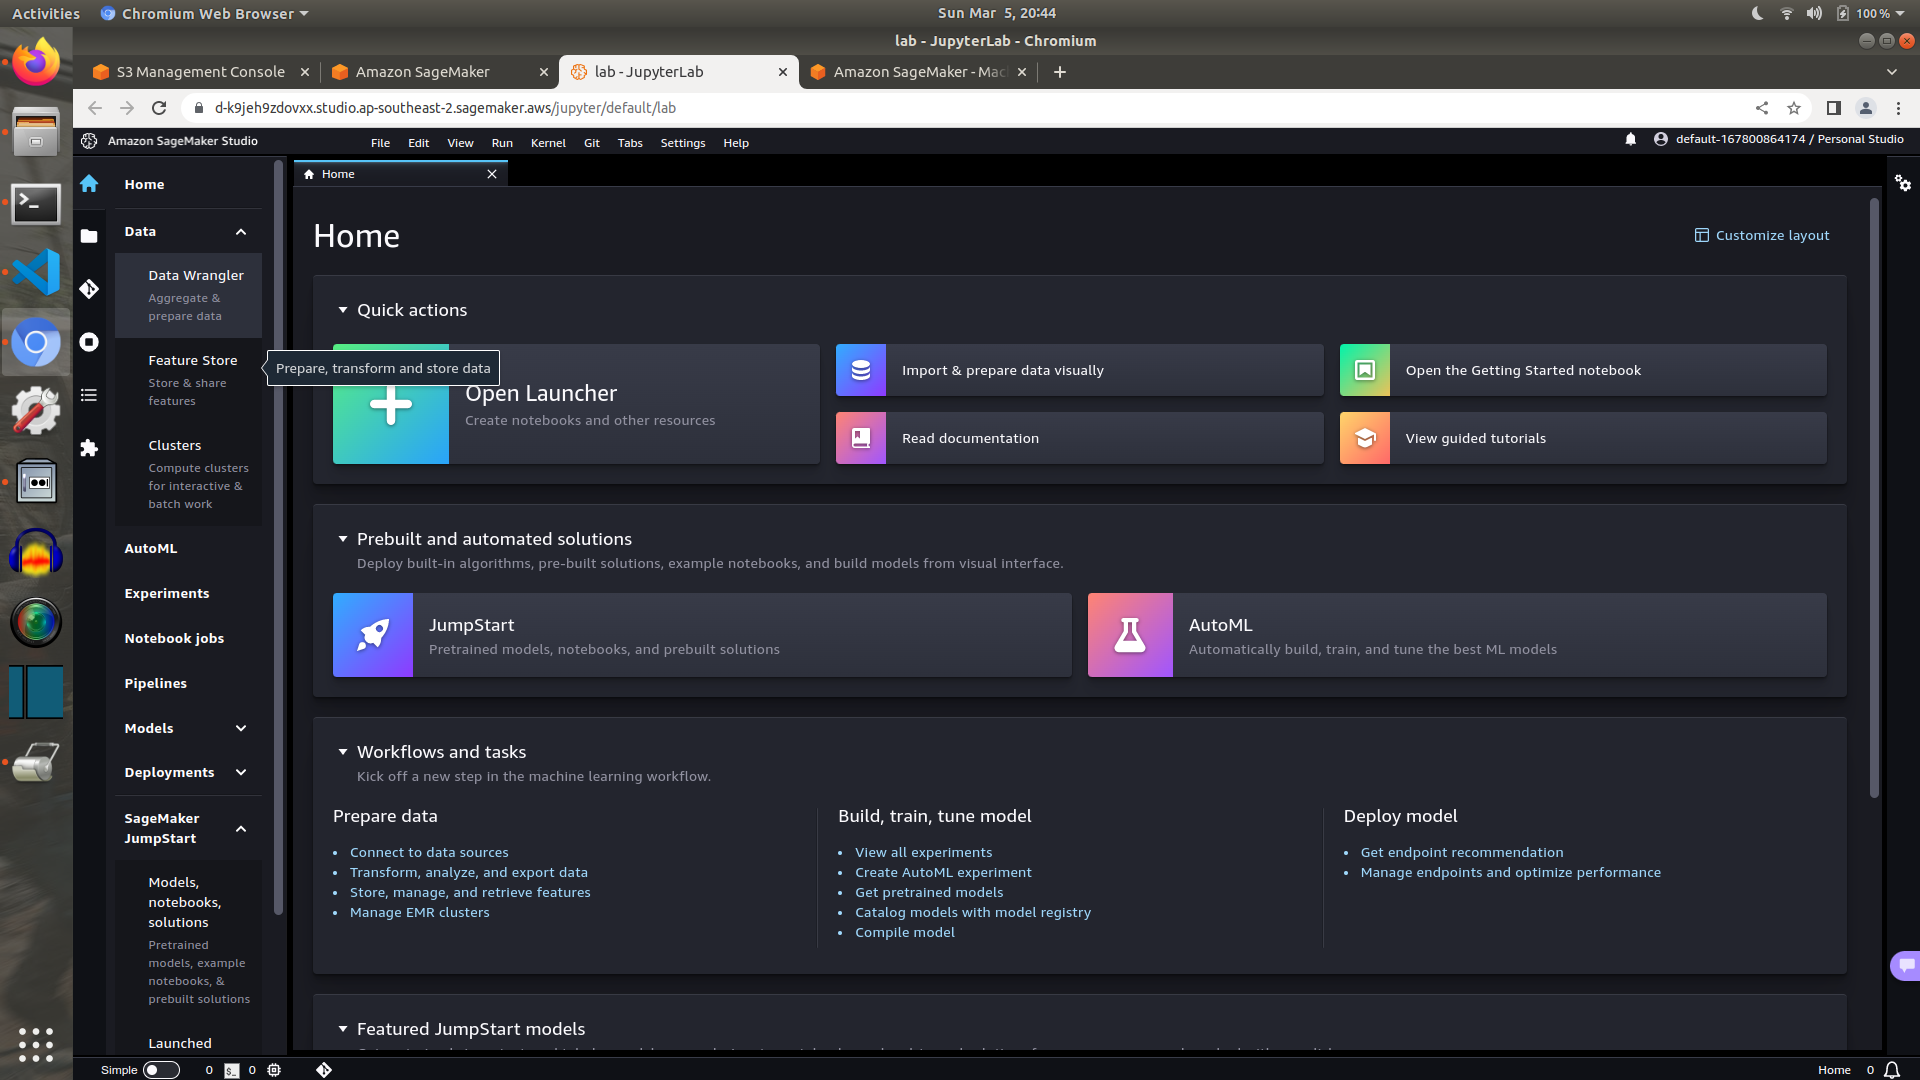 Activities
Chromium Web Browser
Sun Mar 5, 20:44
100 %
lab - JupyterLab - Chromium
S3 Management Console
Amazon SageMaker
lab - JupyterLab
Amazon SageMaker - Mac
d-k9jeh9zdovxx.studio.ap-southeast-2.sagemaker.aws/jupyter/default/lab
Amazon SageMaker Studio
File
Edit
View
Run
Kernel
Git
Tabs
Settings
Help
default-167800864174 / Personal Studio
Home
Data
Data Wrangler
Aggregate &
prepare data
Feature Store
Store & share
features
Clusters
Compute clusters
for interactive &
batch work
AutoML
Experiments
Notebook jobs
Pipelines
Models
Deployments
SageMaker
JumpStart
Models,
notebooks,
solutions
Pretrained
models, example
notebooks, &
prebuilt solutions
Launched
Prepare, transform and store data
Home
Home
Customize layout
Quick actions
Open Launcher
Create notebooks and other resources
Import & prepare data visually
Open the Getting Started notebook
Read documentation
View guided tutorials
Prebuilt and automated solutions
Deploy built-in algorithms, pre-built solutions, example notebooks, and build models from visual interface.
JumpStart
Pretrained models, notebooks, and prebuilt solutions
AutoML
Automatically build, train, and tune the best ML models
Workflows and tasks
Kick off a new step in the machine learning workflow.
Prepare data
Connect to data sources
Transform, analyze, and export data
Store, manage, and retrieve features
Manage EMR clusters
Build, train, tune model
View all experiments
Create AutoML experiment
Get pretrained models
Catalog models with model registry
Compile model
Deploy model
Get endpoint recommendation
Manage endpoints and optimize performance
Featured JumpStart models
Simple
0
$_
0
Home
0